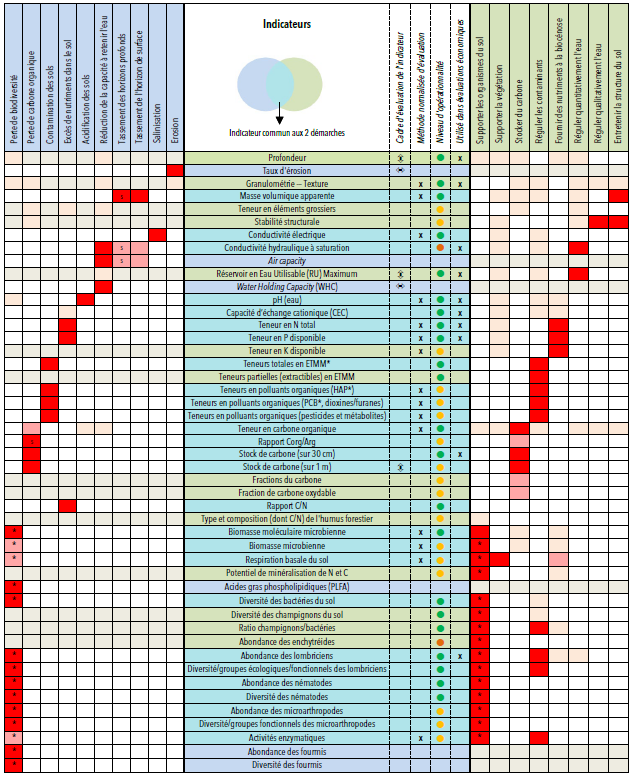 Perte de biodiversité
Perte de carbone organique
Contamination des sols
Excès de nutriments dans le sol
Acidification des sols
Réduction de la capacité à retenir l'eau
Tassement des horizons profonds
Tassement de l'horizon de surface
Salinisation
Erosion
Indicateurs
Indicateur commun aux 2 démarches
Cadre d'évaluation de l'indicateur
Méthode normalisée d'évaluation
Niveau d'opérationnalité
Utilisé dans évaluations économiques
Supporter les organismes du sol
Supporter la végétation
Stocker du carbone
Réguler les contaminants
Fournir des nutriments à la biocénose
Réguler quantitativement l'eau
Réguler qualitativement l'eau
Entretenir la structure du sol
Profondeur x
Taux d'érosion
Granulométrie – Texture x x
s Masse volumique apparente x
Teneur en éléments grossiers
Stabilité structurale
Conductivité électrique x
s Conductivité hydraulique à saturation x
s Air capacity
Réservoir en Eau Utilisable (RU) Maximum x
Water Holding Capacity (WHC)
pH (eau) x x
Capacité d'échange cationique (CEC) x x
Teneur en N total x x
Teneur en P disponible x x
Teneur en K disponible x
Teneurs totales en ETMM*
Teneurs partielles (extractibles) en ETMM
Teneurs en polluants organiques (HAP*) x
Teneurs en polluants organiques (PCB*, dioxines/furanes) x
Teneurs en polluants organiques (pesticides et métabolites) x
Teneur en carbone organique x
s Rapport Corg/Arg
Stock de carbone (sur 30 cm) x
Stock de carbone (sur 1 m)
Fractions du carbone
Fraction de carbone oxydable
Rapport C/N
Type et composition (dont C/N) de l'humus forestier
* Biomasse moléculaire microbienne x *
* Biomasse microbienne x *
* Respiration basale du sol x *
Potentiel de minéralisation de N et C *
* Acides gras phospholipidiques (PLFA)
* Diversité des bactéries du sol *
Diversité des champignons du sol *
Ratio champignons/bactéries *
Abondance des enchytréides *
* Abondance des lombriciens x *
* Diversité/groupes écologiques/fonctionnels des lombriciens *
* Abondance des nématodes *
* Diversité des nématodes *
* Abondance des microarthropodes *
* Diversité/groupes fonctionnels des microarthropodes *
* Activités enzymatiques x *
* Abondance des fourmis
* Diversité des fourmis